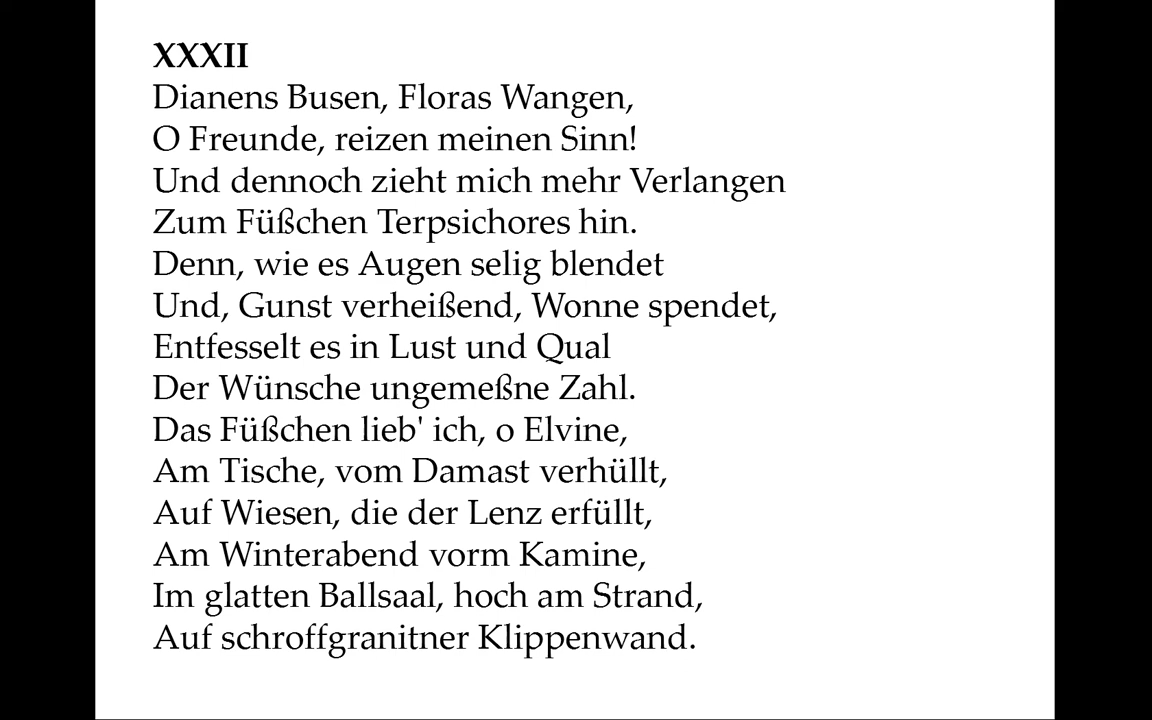 XXXII
Dianens Busen, Floras Wangen,
O Freunde, reizen meinen Sinn!
Und dennoch zieht mich mehr Verlangen
Zum Füßchen Terpsichores hin.
Denn, wie es Augen selig blendet
Und, Gunst verheißend, Wonne spendet,
Entfesselt es in Lust und Qual
Der Wünsche ungemeßne Zahl.
Das Füßchen lieb' ich, o Elvine,
Am Tische, vom Damast verhüllt,
Auf Wiesen, die der Lenz erfüllt,
Am Winterabend vorm Kamine,
Im glatten Ballsaal, hoch am Strand,
Auf schroffgranitner Klippenwand.